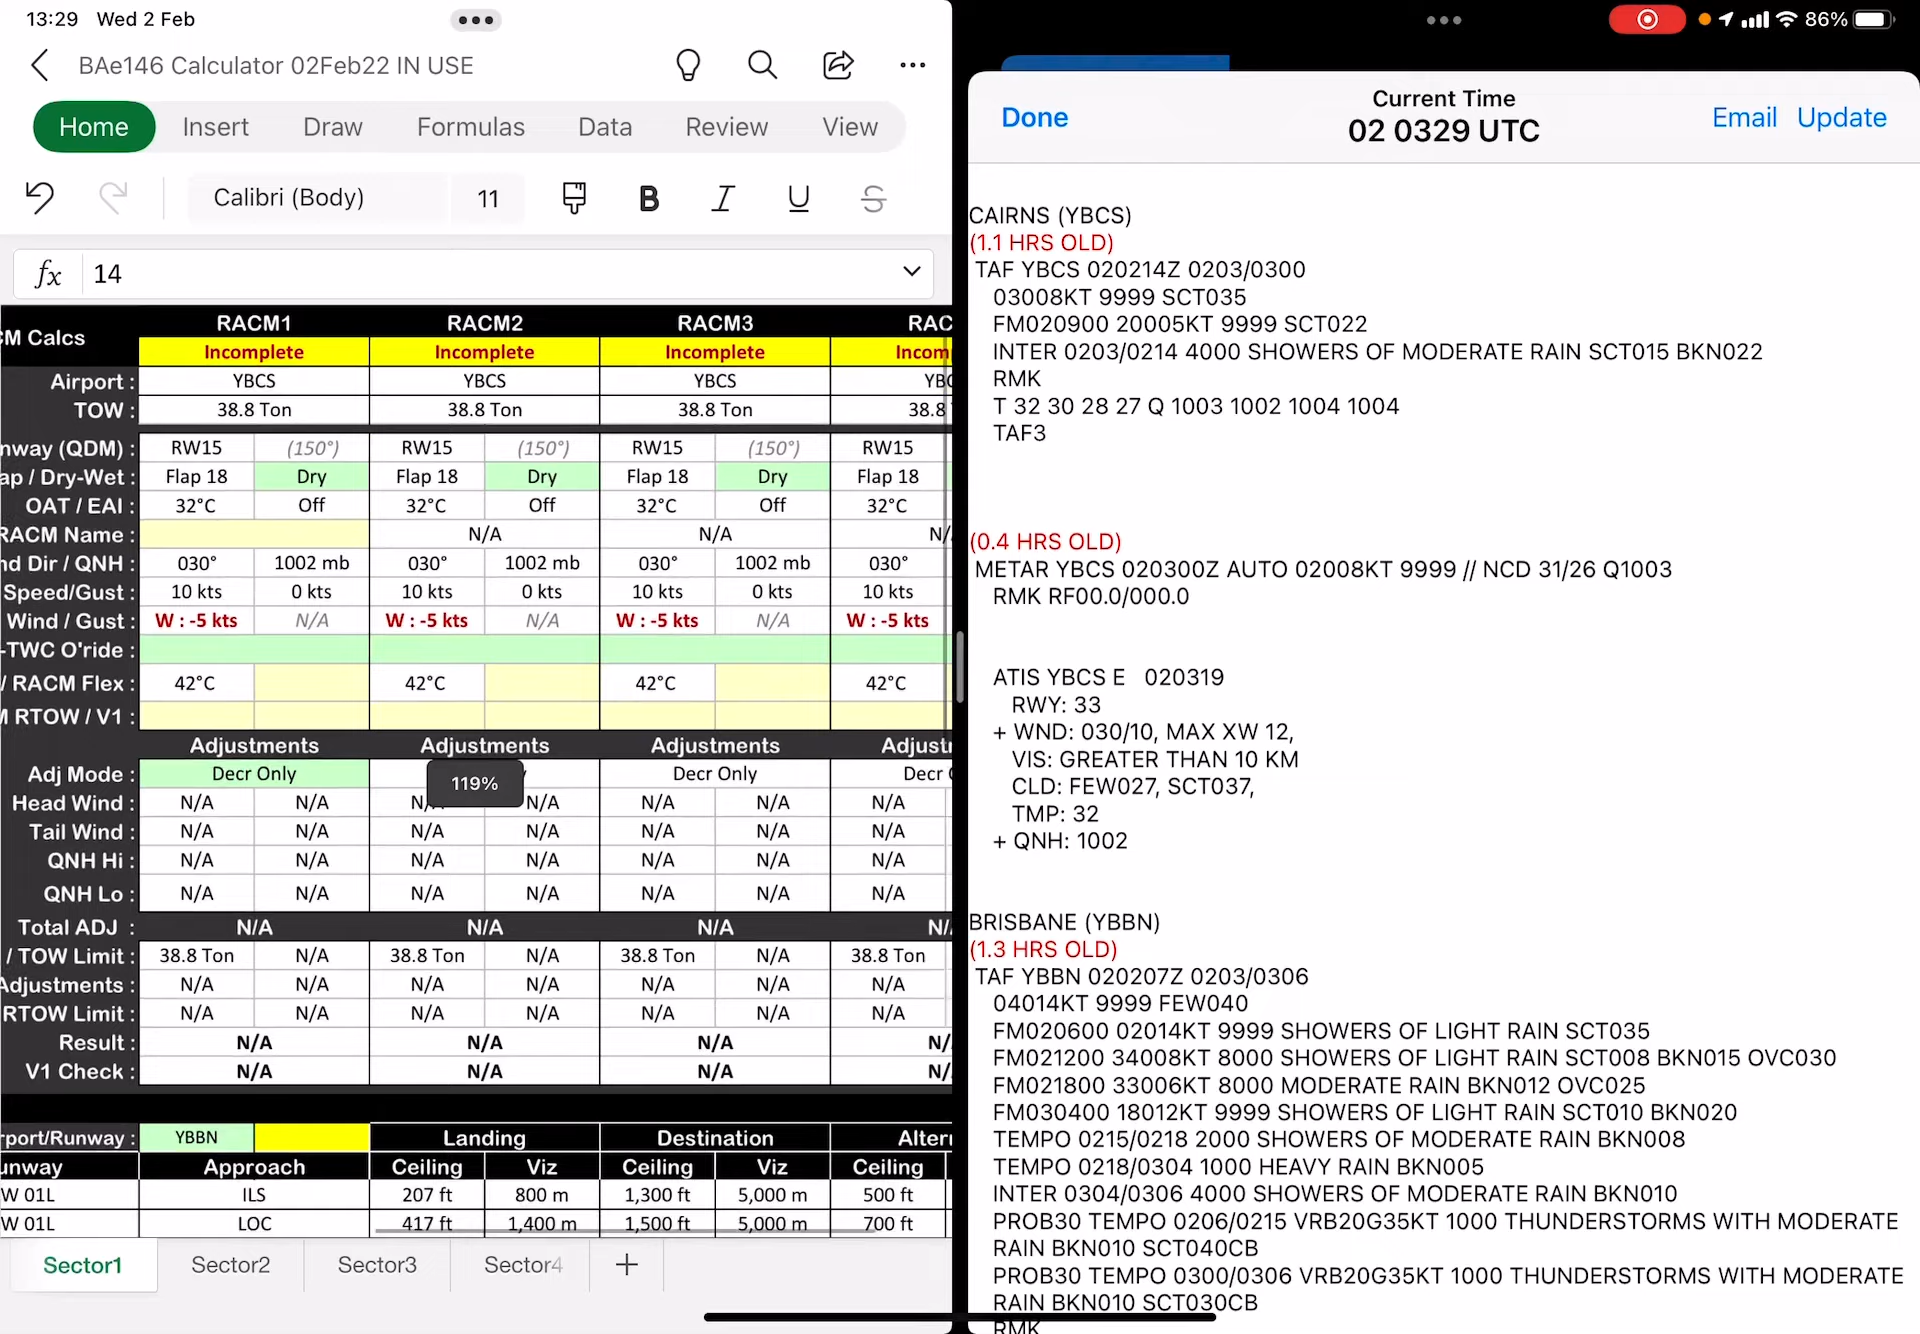 13:29 Wed 2 Feb
BAe146 Calculator 02Feb22 IN USE
Home Insert Draw Formulas Data Review View
Calibri (Body) 11 B I U S
fx 14
CM Calcs RACM1 RACM2 RACM3 RAC
Incomplete Incomplete Incomplete Incom
Airport : YBCS YBCS YBCS YBC
TOW : 38.8 Ton 38.8 Ton 38.8 Ton 38.8
nway (QDM) : RW15 (150°) RW15 (150°) RW15 (150°) RW15
ap / Dry-Wet : Flap 18 Dry Flap 18 Dry Flap 18 Dry Flap 18
OAT / EAI : 32°C Off 32°C Off 32°C Off 32°C
RACM Name : N/A N/A N/
nd Dir / QNH : 030° 1002 mb 030° 1002 mb 030° 1002 mb 030°
Speed/Gust : 10 kts 0 kts 10 kts 0 kts 10 kts 0 kts 10 kts
Wind / Gust : W : -5 kts N/A W : -5 kts N/A W : -5 kts N/A W : -5 kts
-TWC O'ride :
/ RACM Flex : 42°C 42°C 42°C 42°C
M RTOW / V1 :
Adjustments Adjustments Adjustments Adjust
Adj Mode : Decr Only Decr Only Decr
119%
Head Wind : N/A N/A N/ N/A N/A N/A N/A
Tail Wind : N/A N/A N/A N/A N/A N/A N/A
QNH Hi : N/A N/A N/A N/A N/A N/A N/A
QNH Lo : N/A N/A N/A N/A N/A N/A N/A
Total ADJ : N/A N/A N/A N/
/ TOW Limit : 38.8 Ton N/A 38.8 Ton N/A 38.8 Ton N/A 38.8 Ton
Adjustments : N/A N/A N/A N/A N/A N/A N/A
RTOW Limit : N/A N/A N/A N/A N/A N/A N/A
Result : N/A N/A N/A N/
V1 Check : N/A N/A N/A N/
rport/Runway : YBBN Landing Destination Alter
unway Approach Ceiling Viz Ceiling Viz Ceiling
W 01L ILS 207 ft 800 m 1,300 ft 5,000 m 500 ft
W 01L LOC 417 ft 1,400 m 1,500 ft 5,000 m 700 ft
Sector1 Sector2 Sector3 Sector4 +
86%
Done Current Time Email Update
02 0329 UTC
CAIRNS (YBCS)
(1.1 HRS OLD)
TAF YBCS 020214Z 0203/0300
03008KT 9999 SCT035
FM020900 20005KT 9999 SCT022
INTER 0203/0214 4000 SHOWERS OF MODERATE RAIN SCT015 BKN022
RMK
T 32 30 28 27 Q 1003 1002 1004 1004
TAF3
(0.4 HRS OLD)
METAR YBCS 020300Z AUTO 02008KT 9999 // NCD 31/26 Q1003
RMK RF00.0/000.0
ATIS YBCS E 020319
RWY: 33
+ WND: 030/10, MAX XW 12,
VIS: GREATER THAN 10 KM
CLD: FEW027, SCT037,
TMP: 32
+ QNH: 1002
BRISBANE (YBBN)
(1.3 HRS OLD)
TAF YBBN 020207Z 0203/0306
04014KT 9999 FEW040
FM020600 02014KT 9999 SHOWERS OF LIGHT RAIN SCT035
FM021200 34008KT 8000 SHOWERS OF LIGHT RAIN SCT008 BKN015 OVC030
FM021800 33006KT 8000 MODERATE RAIN BKN012 OVC025
FM030400 18012KT 9999 SHOWERS OF LIGHT RAIN SCT010 BKN020
TEMPO 0215/0218 2000 SHOWERS OF MODERATE RAIN BKN008
TEMPO 0218/0304 1000 HEAVY RAIN BKN005
INTER 0304/0306 4000 SHOWERS OF MODERATE RAIN BKN010
PROB30 TEMPO 0206/0215 VRB20G35KT 1000 THUNDERSTORMS WITH MODERATE
RAIN BKN010 SCT040CB
PROB30 TEMPO 0300/0306 VRB20G35KT 1000 THUNDERSTORMS WITH MODERATE
RAIN BKN010 SCT030CB
RMK